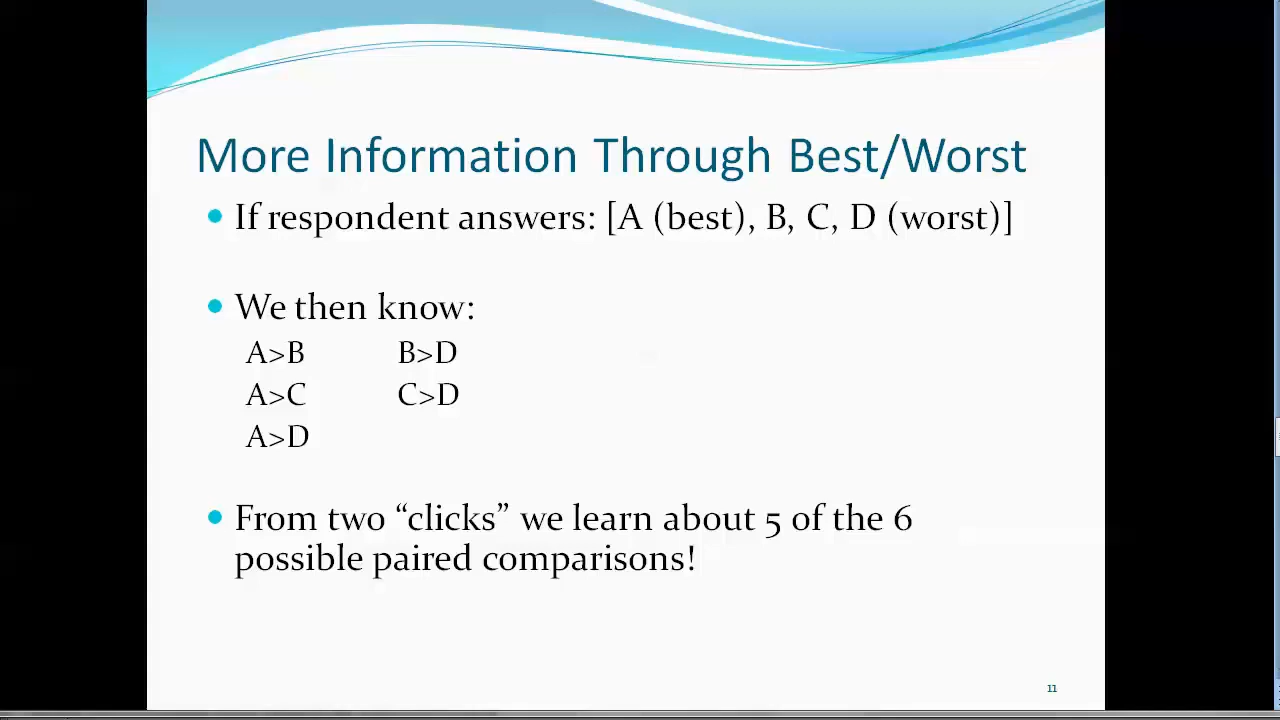 More Information Through Best/Worst
• If respondent answers: [A (best), B, C, D (worst)]
• We then know:
A>B B>D
A>C C>D
A>D
• From two “clicks” we learn about 5 of the 6
possible paired comparisons!
11